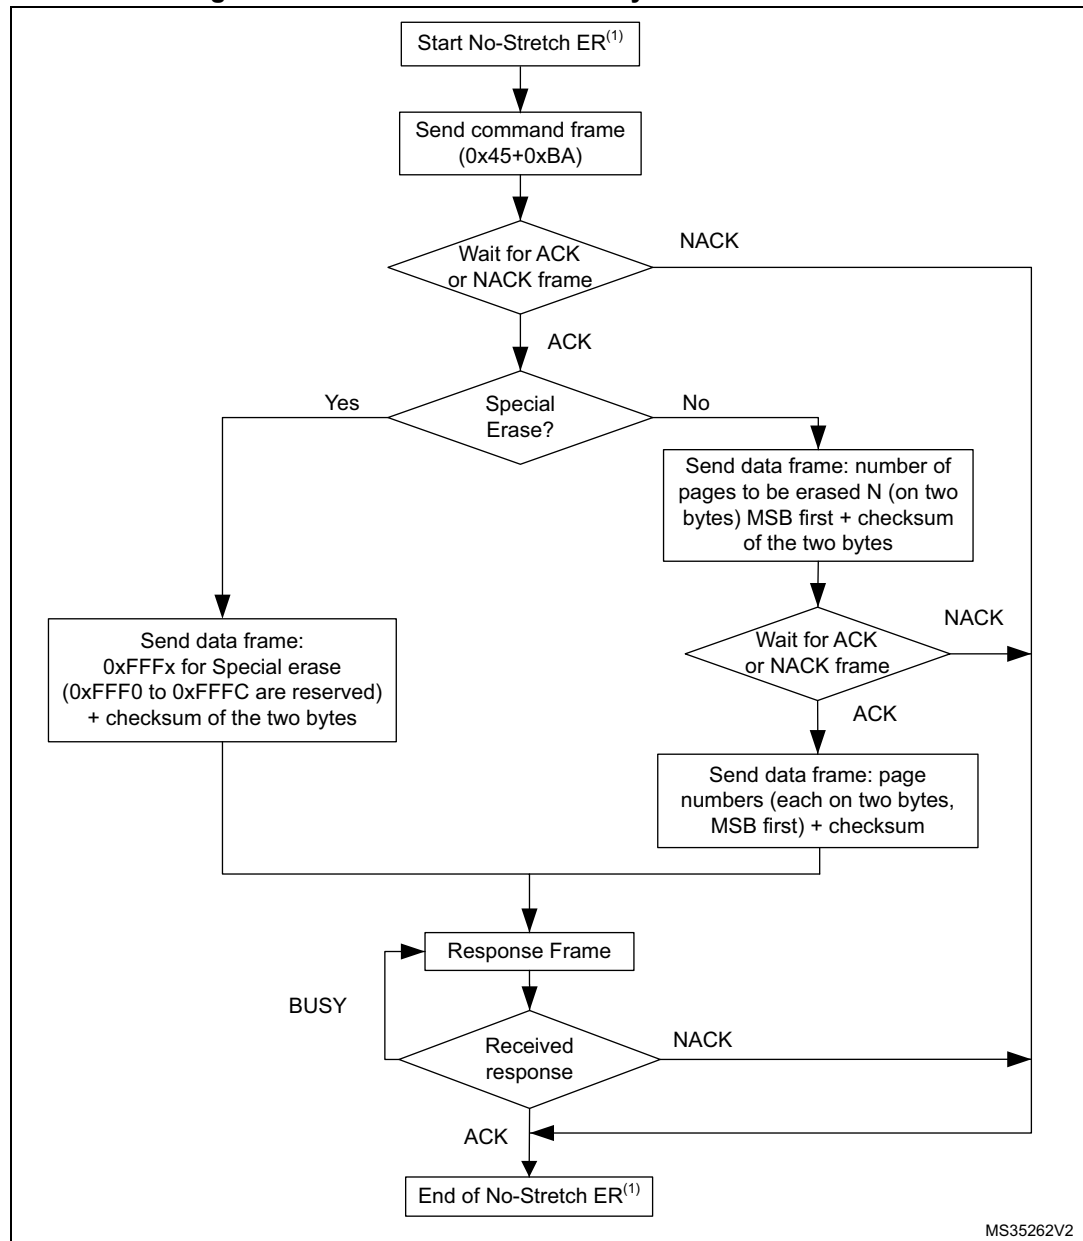 Start No-Stretch ER(1)
Send command frame
(0x45+0xBA)
NACK
Wait for ACK
or NACK frame
ACK
Yes
Special
Erase?
No
Send data frame: number of
pages to be erased N (on two
bytes) MSB first + checksum
of the two bytes
NACK
Wait for ACK
or NACK frame
Send data frame:
0xFFFx for Special erase
(0xFFF0 to 0xFFFC are reserved)
+ checksum of the two bytes
ACK
Send data frame: page
numbers (each on two bytes,
MSB first) + checksum
Response Frame
BUSY
Received
response
NACK
ACK
End of No-Stretch ER(1)
MS35262V2